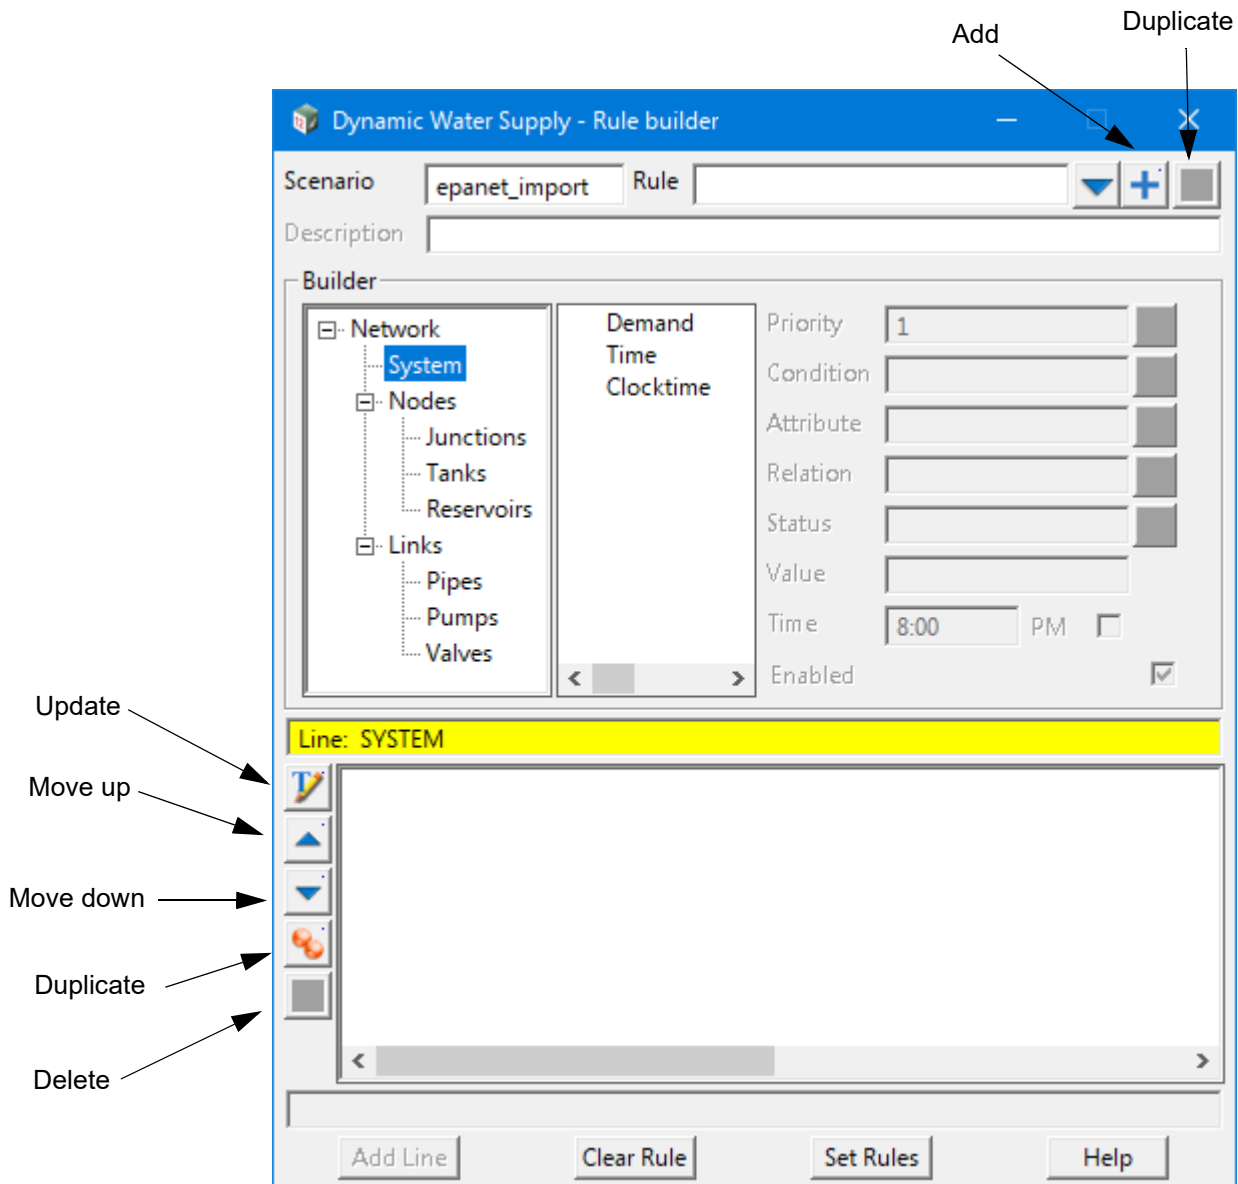 Add
Duplicate
Dynamic Water Supply - Rule builder
Scenario epanet_import Rule
Description
Builder
Network
System
Nodes
Junctions
Tanks
Reservoirs
Links
Pipes
Pumps
Valves
Demand
Time
Clocktime
Priority 1
Condition
Attribute
Relation
Status
Value
Time 8:00 PM
Enabled
Line: SYSTEM
Update
Move up
Move down
Duplicate
Delete
Add Line Clear Rule Set Rules Help